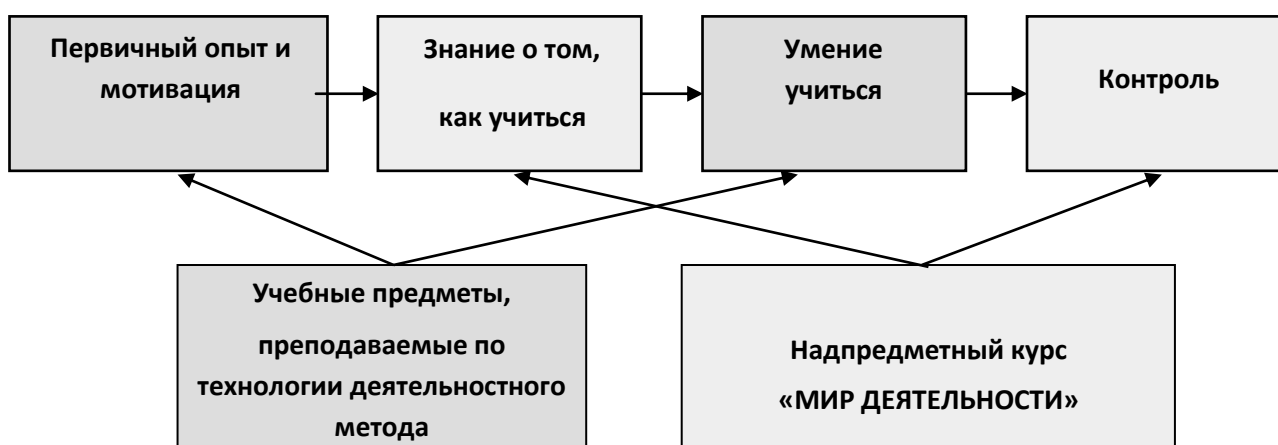 Первичный опыт и
мотивация
Знание о том,
как учиться
Умение
учиться
Контроль
Учебные предметы,
преподаваемые по
технологии деятельностного
метода
Надпредметный курс
«МИР ДЕЯТЕЛЬНОСТИ»